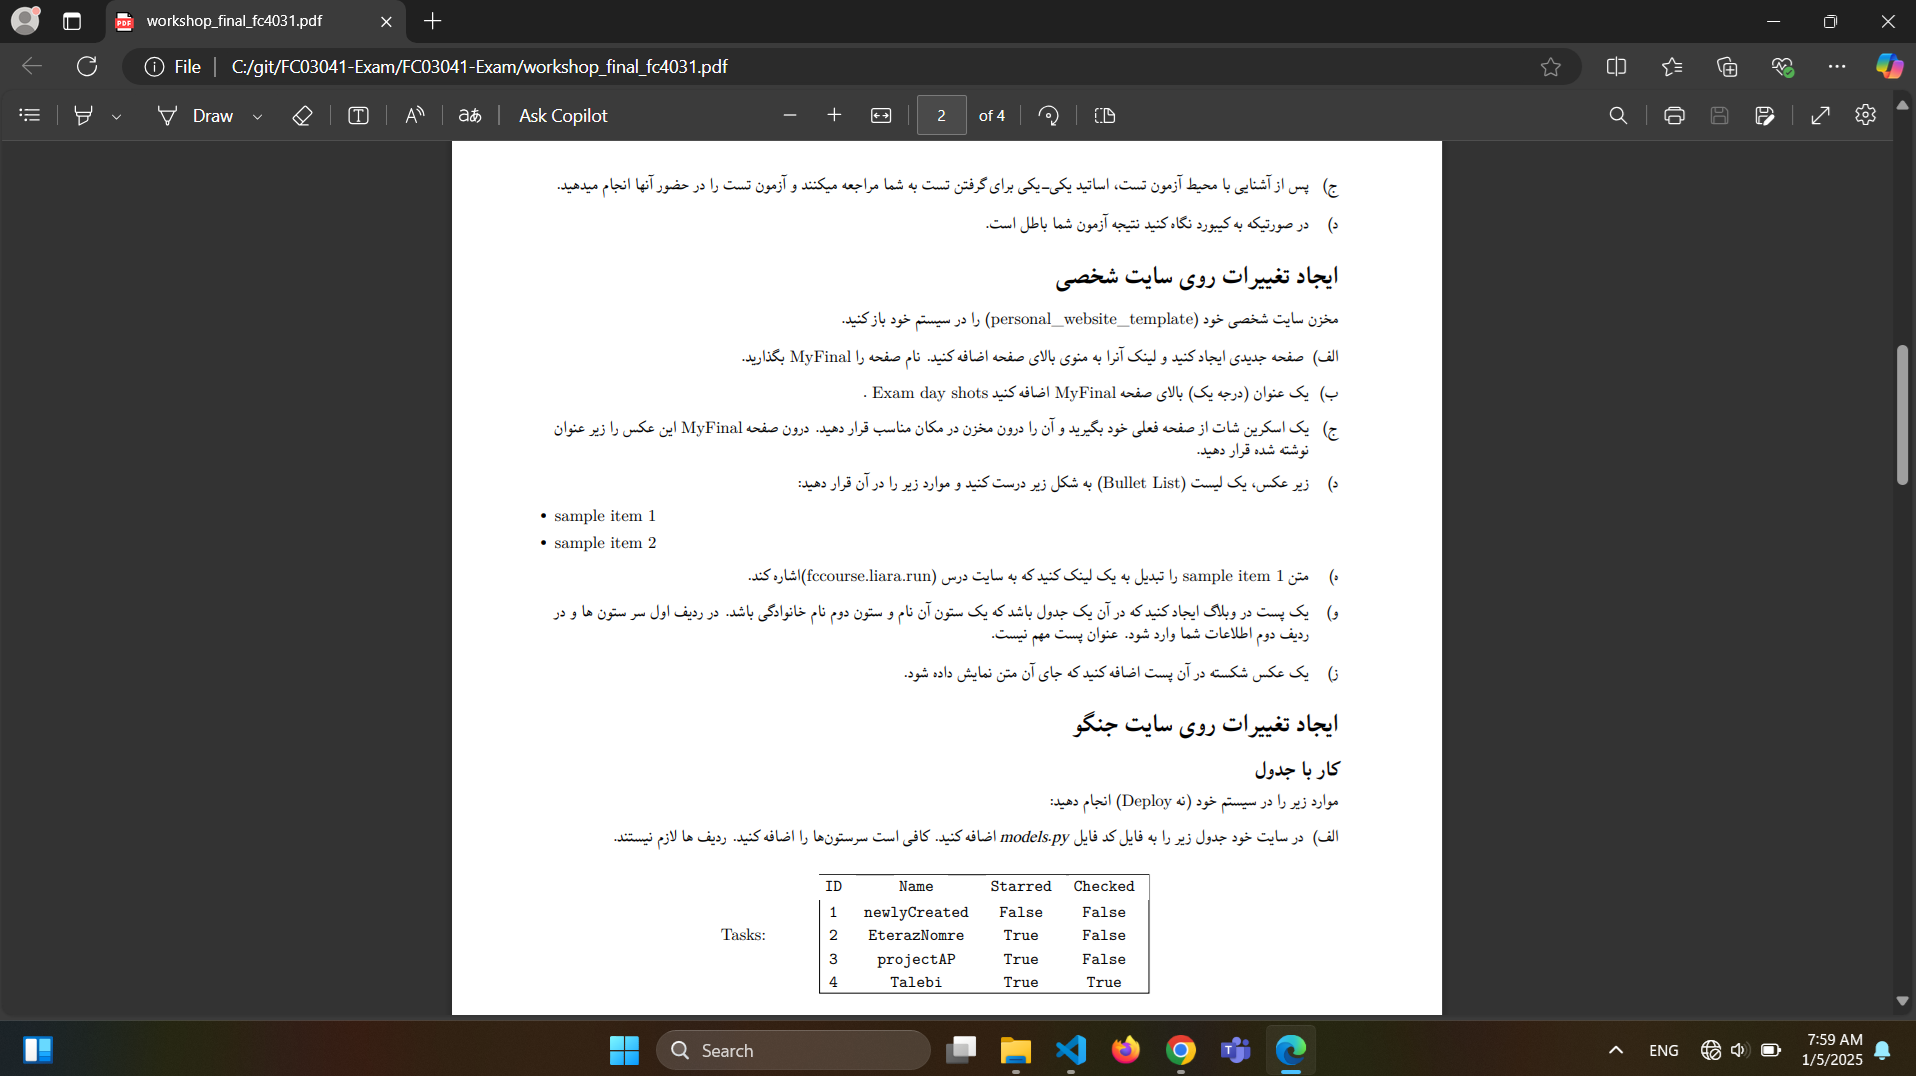 workshop_final_fc4031.pdf
File
C:/git/FC03041-Exam/FC03041-Exam/workshop_final_fc4031.pdf
Draw
Ask Copilot
2
of 4
ج) پس از آشنایی با محیط آزمون تست، اساتید یکی-یکی برای گرفتن تست به شما مراجعه میکنند و آزمون تست را در حضور آنها انجام میدهید.
د) در صورتیکه به کیبورد نگاه کنید نتیجه آزمون شما باطل است.
ایجاد تغییرات روی سایت شخصی
مخزن سایت شخصی خود (personal_website_template) را در سیستم خود باز کنید.
الف) صفحه جدیدی ایجاد کنید و لینک آنرا به منوی بالای صفحه اضافه کنید. نام صفحه را MyFinal بگذارید.
ب) یک عنوان (درجه یک) بالای صفحه MyFinal اضافه کنید Exam day shots .
ج) یک اسکرین شات از صفحه فعلی خود بگیرید و آن را درون مخزن در مکان مناسب قرار دهید. درون صفحه MyFinal این عکس را زیر عنوان
نوشته شده قرار دهید.
د) زیر عکس، یک لیست (Bullet List) به شکل زیر درست کنید و موارد زیر را در آن قرار دهید:
• sample item 1
• sample item 2
ه) متن sample item 1 را تبدیل به یک لینک کنید که به سایت درس (fccourse.liara.run)اشاره کند.
و) یک پست در وبلاگ ایجاد کنید که در آن یک جدول باشد که یک ستون آن نام و ستون دوم نام خانوادگی باشد. در ردیف اول سر ستون ها و در
ردیف دوم اطلاعات شما وارد شود. عنوان پست مهم نیست.
ز) یک عکس شکسته در آن پست اضافه کنید که جای آن متن نمایش داده شود.
ایجاد تغییرات روی سایت جنگو
کار با جدول
موارد زیر را در سیستم خود (نه Deploy) انجام دهید:
الف) در سایت خود جدول زیر را به فایل کد فایل models.py اضافه کنید. کافی است سرستون‌ها را اضافه کنید. ردیف ها لازم نیستند.
Tasks:
ID Name Starred Checked
1 newlyCreated False False
2 EterazNomre True False
3 projectAP True False
4 Talebi True True
Search
ENG
7:59 AM
1/5/2025